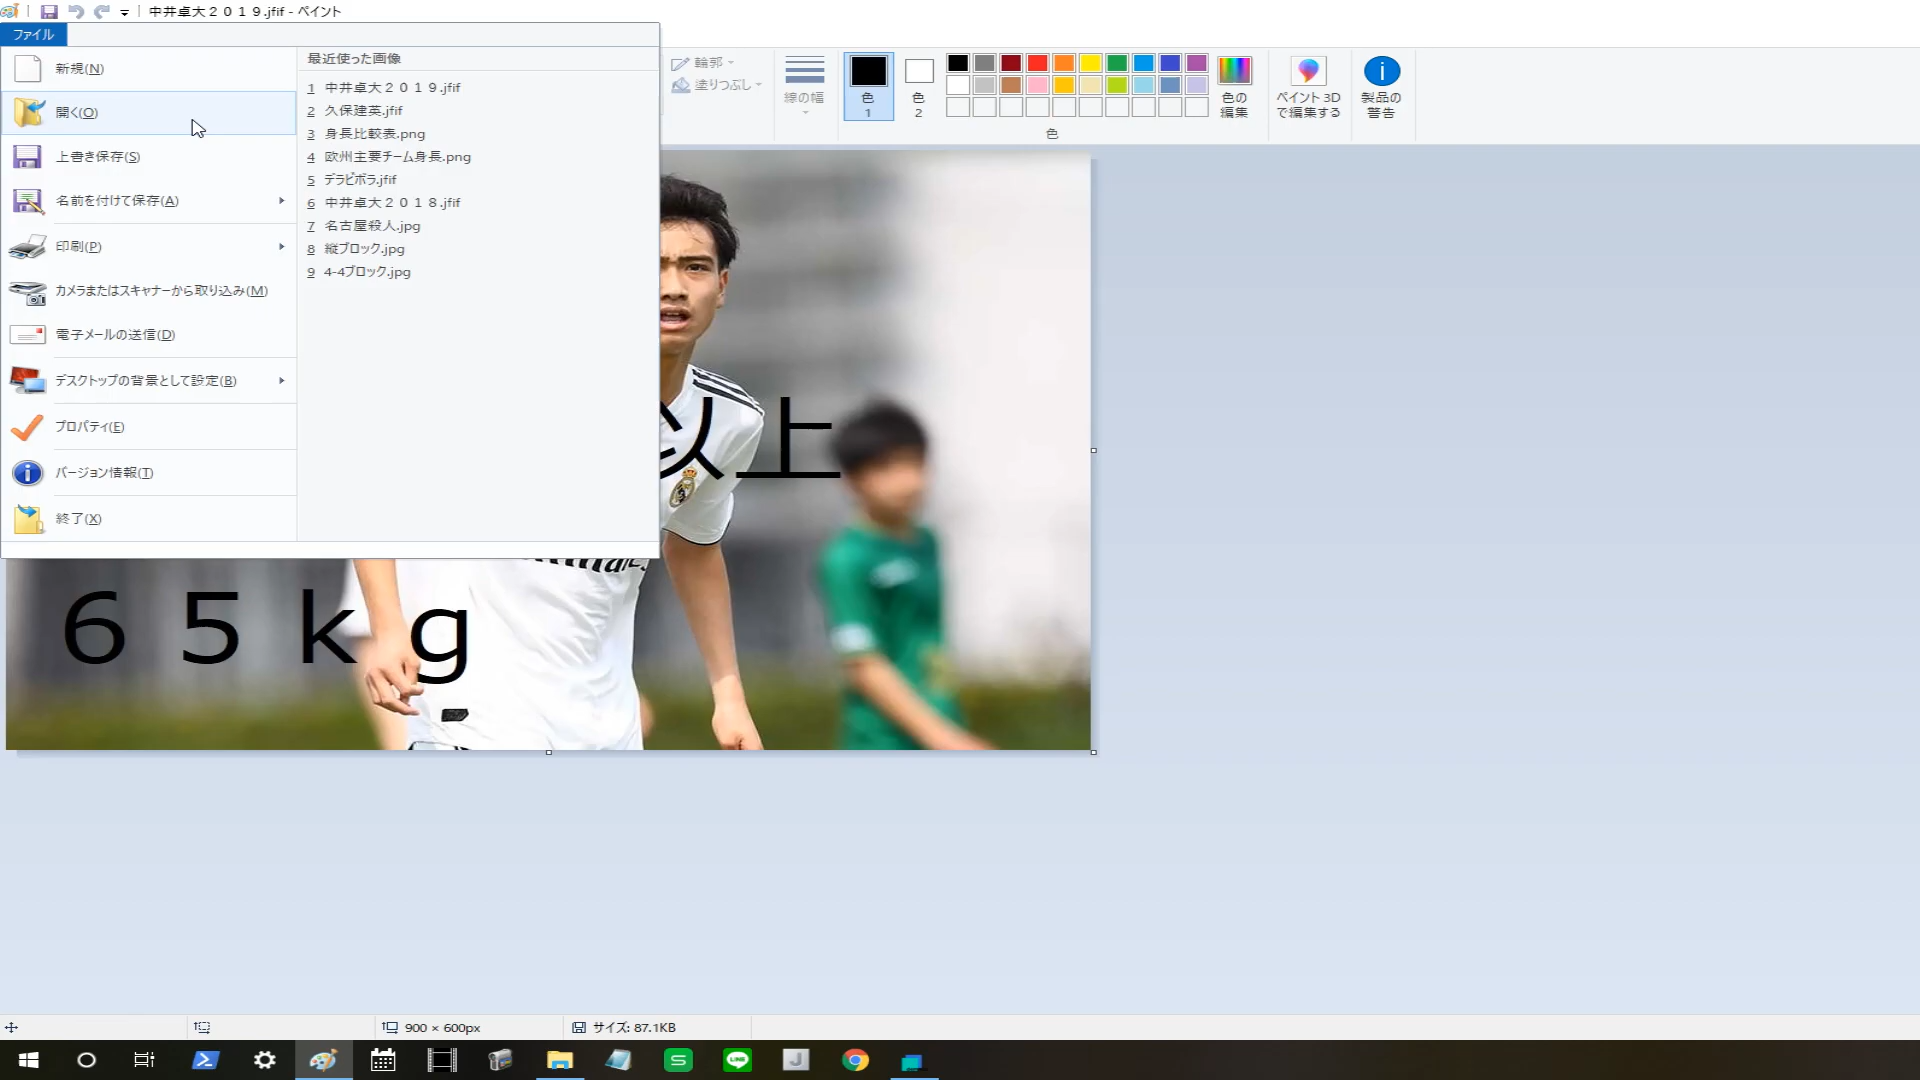 中井卓大２０１９.jfif - ペイント
ファイル
新規(N)
開く(O)
上書き保存(S)
名前を付けて保存(A)
印刷(P)
カメラまたはスキャナーから取り込み(M)
電子メールの送信(D)
デスクトップの背景として設定(B)
プロパティ(E)
バージョン情報(T)
終了(X)
最近使った画像
1 中井卓大２０１９.jfif
2 久保建英.jfif
3 身長比較表.png
4 欧州主要チーム身長.png
5 デラピボラ.jfif
6 中井卓大２０１８.jfif
7 名古屋殺人.jpg
8 縦ブロック.jpg
9 4-4ブロック.jpg
輪郭
塗りつぶし
線の幅
色
1
色
2
色の
編集
ペイント 3D
で編集する
製品の
警告
色
以上
６５ｋｇ
900 × 600px
サイズ: 87.1KB
S
LINE
J